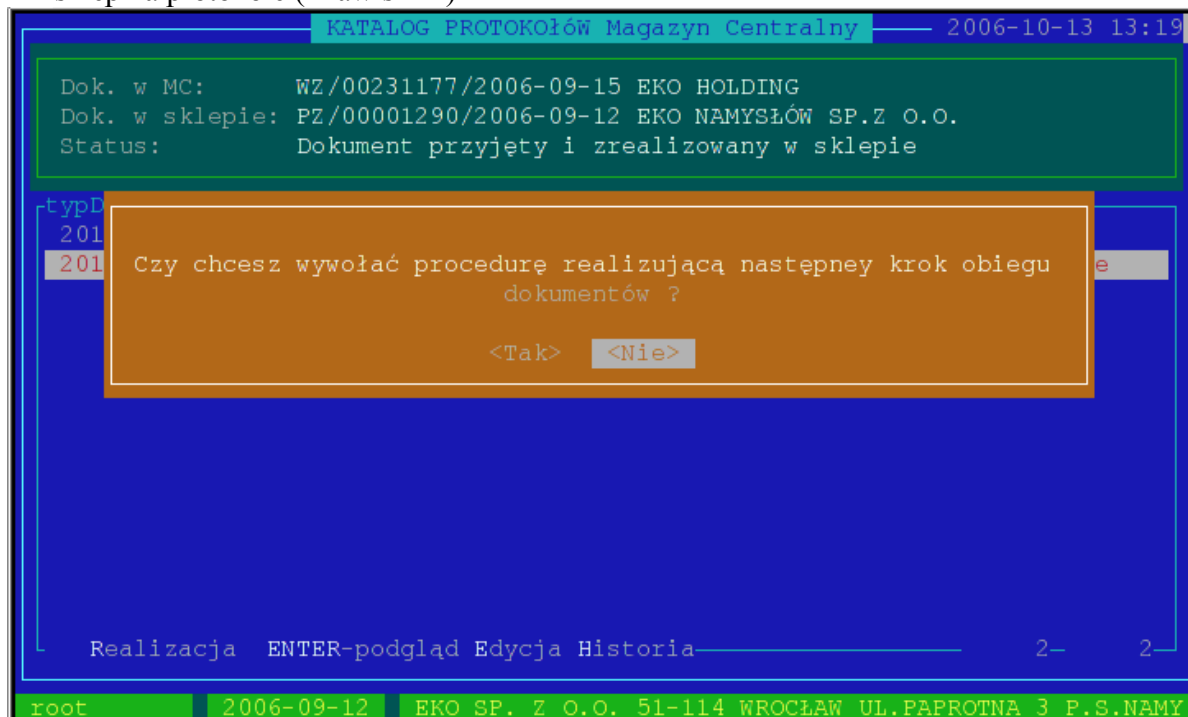 KATALOG PROTOKOłóW Magazyn Centralny 2006-10-13 13:19
Dok. w MC: WZ/00231177/2006-09-15 EKO HOLDING
Dok. w sklepie: PZ/00001290/2006-09-12 EKO NAMYSŁÓW SP.Z O.O.
Status: Dokument przyjęty i zrealizowany w sklepie
typD
201
201 e
Czy chcesz wywołać procedurę realizującą następney krok obiegu
dokumentów ?
<Tak> <Nie>
Realizacja ENTER-podgląd Edycja Historia 2 2
root 2006-09-12 EKO SP. Z O.O. 51-114 WROCŁAW UL.PAPROTNA 3 P.S.NAMY